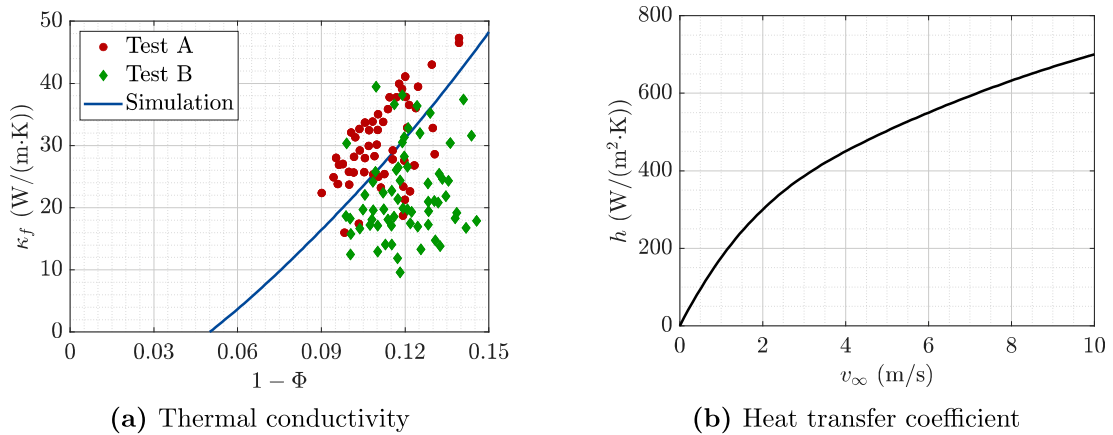 50
40
30
20
10
0
κ_f (W/(m·K))
Test A
Test B
Simulation
0 0.03 0.06 0.09 0.12 0.15
1 − Φ
(a) Thermal conductivity
800
600
400
200
0
h (W/(m²·K))
0 2 4 6 8 10
v_∞ (m/s)
(b) Heat transfer coefficient